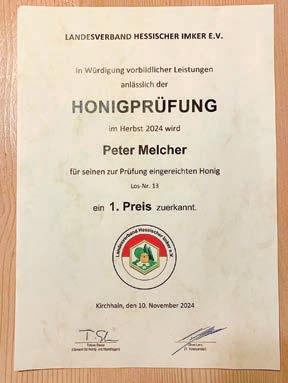 LANDESVERBAND HESSISCHER IMKER E.V.
in Würdigung vorbildlicher Leistungen
anlässlich der
HONIGPRÜFUNG
im Herbst 2024 wird
Peter Melcher
für seinen zur Prüfung eingereichten Honig
Los-Nr. 13
ein 1. Preis zuerkannt.
Landesverband Hessischer Imker e.V.
Kirchhain, den 10. November 2024